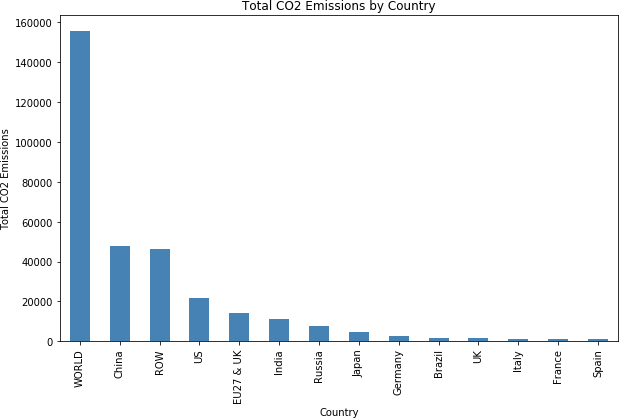 Total CO2 Emissions by Country
160000
140000
120000
100000
80000
60000
40000
20000
0
Total CO2 Emissions
WORLD
China
ROW
US
EU27 & UK
India
Russia
Japan
Germany
Brazil
UK
Italy
France
Spain
Country